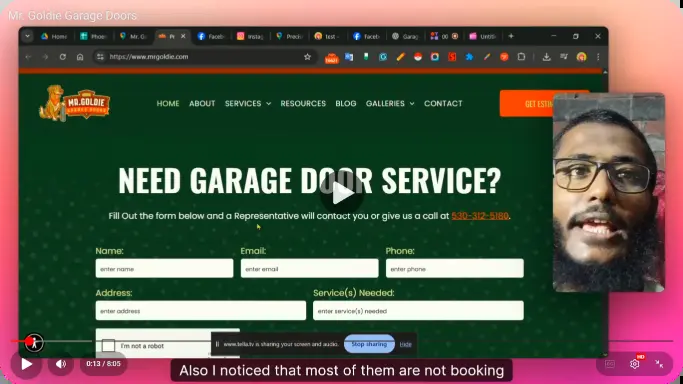 Mr. Goldie Garage Doors
Home
Phoe
Mr. G
Pr
Faceb
Instag
Precis
test -
Faceb
Garag
00
Untitl
https://www.mrgoldie.com
MR.GOLDIE
GARAGE DOORS
HOME
ABOUT
SERVICES
RESOURCES
BLOG
GALLERIES
CONTACT
GET ESTI
NEED GARAGE DOOR SERVICE?
Fill Out the form below and a Representative will contact you or give us a call at 530-312-5180.
Name:
Email:
Phone:
enter name
enter email
enter phone
Address:
Service(s) Needed:
enter address
enter service(s) needed
I'm not a robot
www.tella.tv is sharing your screen and audio.
Stop sharing
Hide
0:13 / 8:05
HD
Also I noticed that most of them are not booking